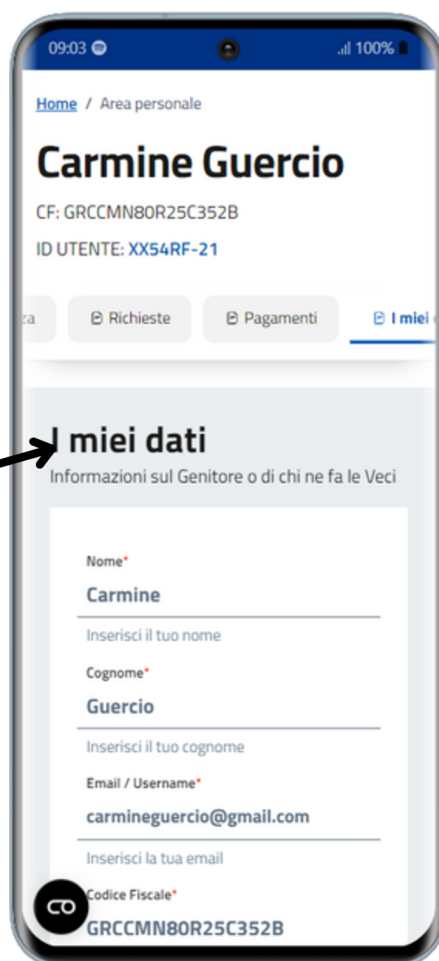 09:03 100%
Home / Area personale
Carmine Guercio
CF: GRCCMN80R25C352B
ID UTENTE: XX54RF-21
za Richieste Pagamenti I miei
I miei dati
Informazioni sul Genitore o di chi ne fa le Veci
Nome*
Carmine
Inserisci il tuo nome
Cognome*
Guercio
Inserisci il tuo cognome
Email / Username*
carmineguercio@gmail.com
Inserisci la tua email
Codice Fiscale*
GRCCMN80R25C352B